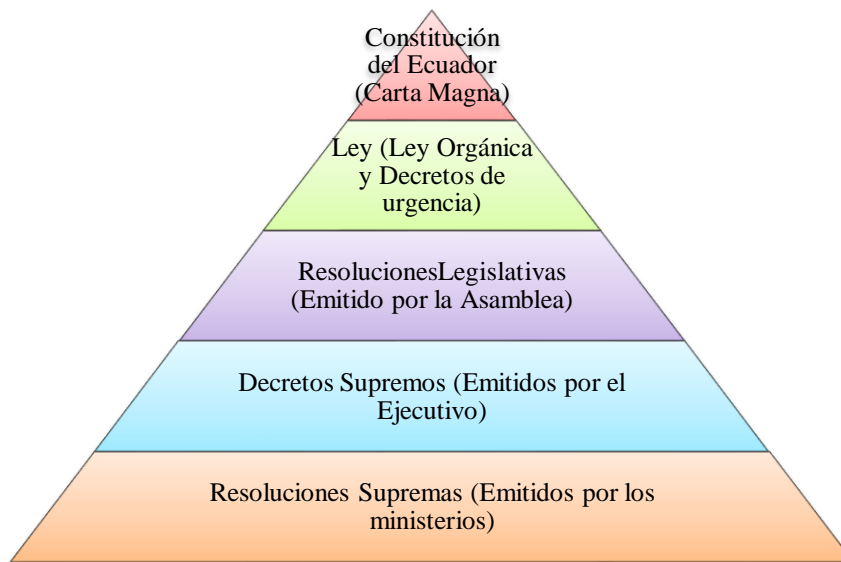 Constitución
del Ecuador
(Carta Magna)
Ley (Ley Orgánica
y Decretos de
urgencia)
ResolucionesLegislativas
(Emitido por la Asamblea)
Decretos Supremos (Emitidos por el
Ejecutivo)
Resoluciones Supremas (Emitidos por los
ministerios)